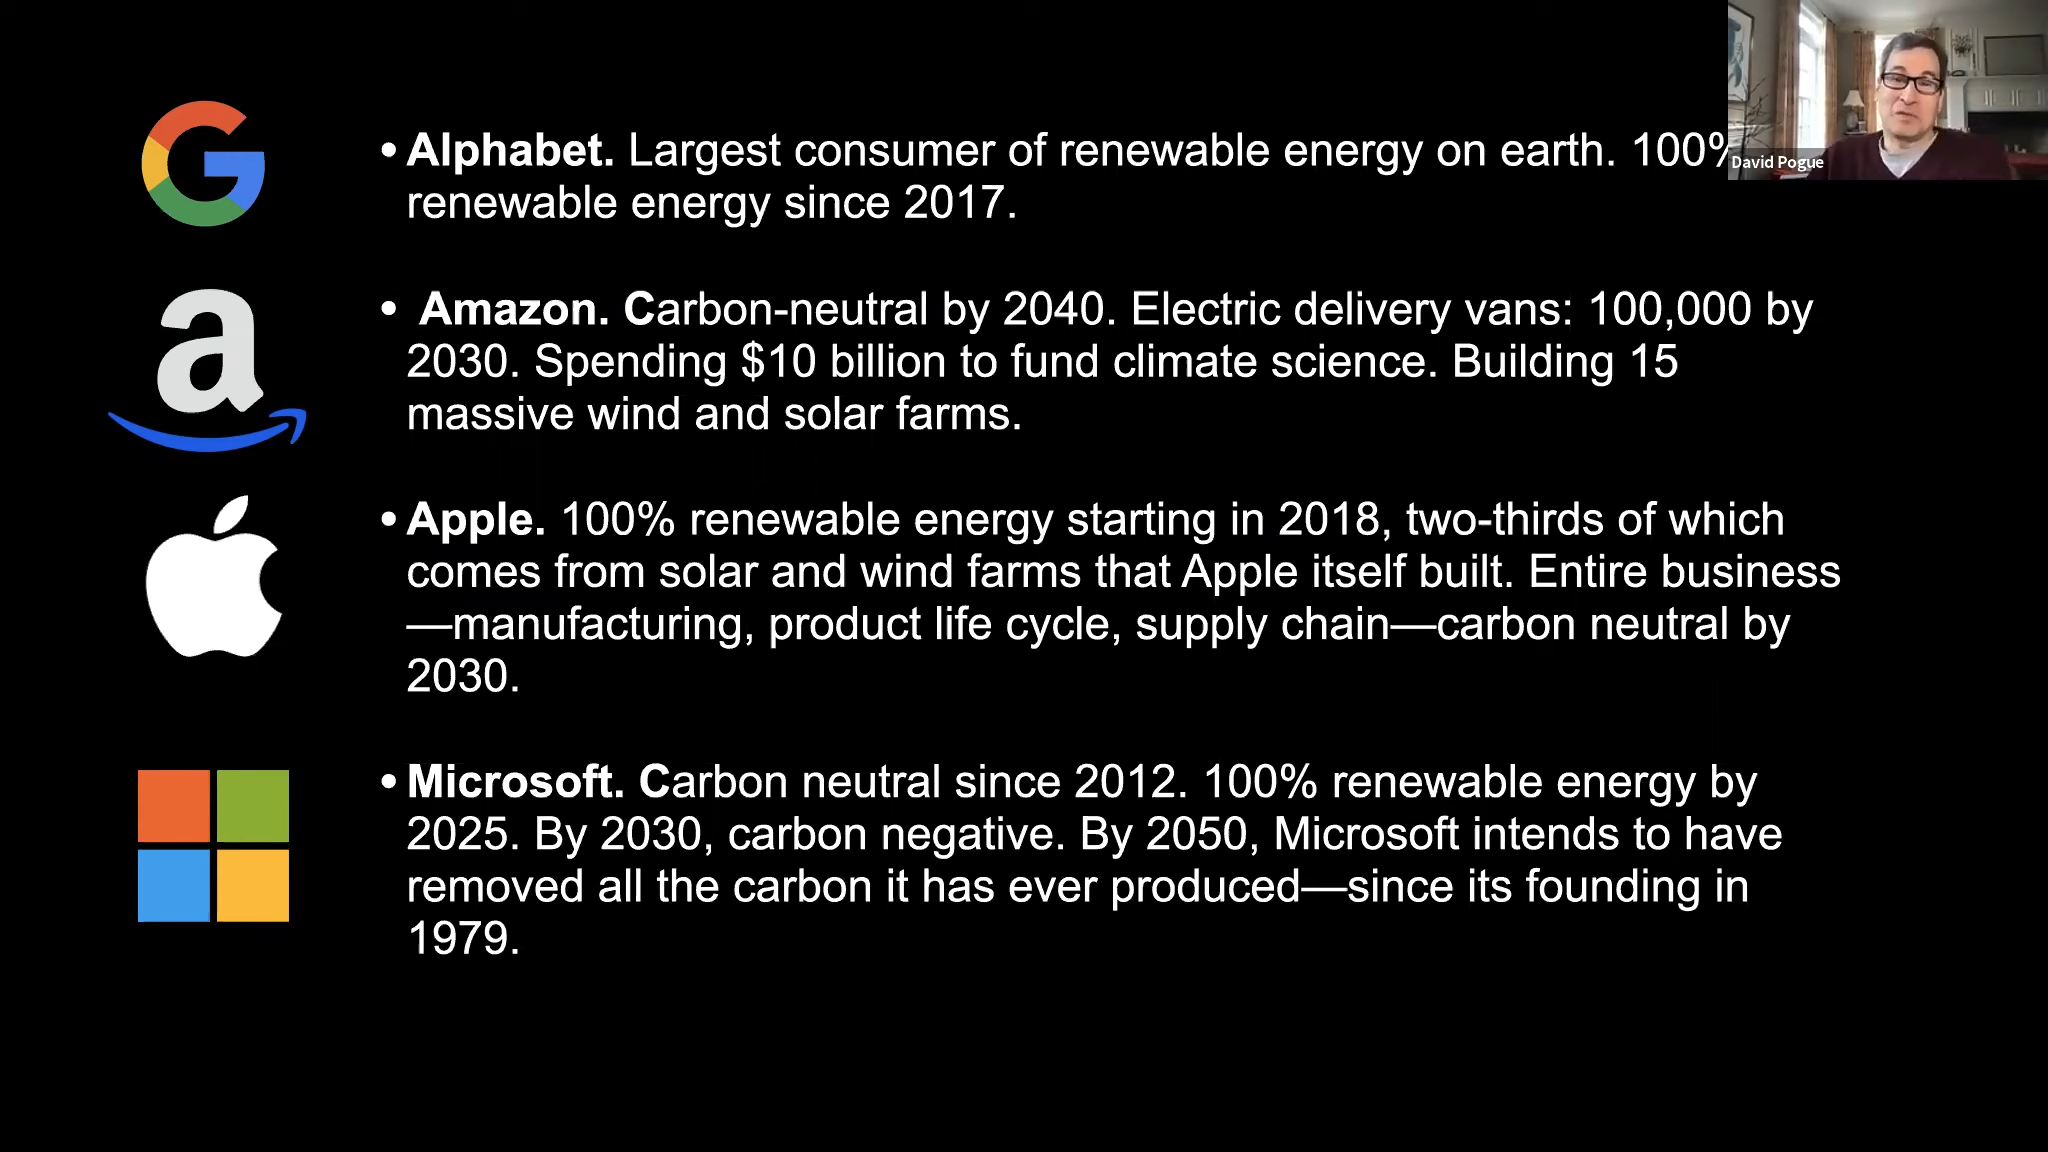 • Alphabet. Largest consumer of renewable energy on earth. 100%
renewable energy since 2017.
• Amazon. Carbon-neutral by 2040. Electric delivery vans: 100,000 by
2030. Spending $10 billion to fund climate science. Building 15
massive wind and solar farms.
• Apple. 100% renewable energy starting in 2018, two-thirds of which
comes from solar and wind farms that Apple itself built. Entire business
—manufacturing, product life cycle, supply chain—carbon neutral by
2030.
• Microsoft. Carbon neutral since 2012. 100% renewable energy by
2025. By 2030, carbon negative. By 2050, Microsoft intends to have
removed all the carbon it has ever produced—since its founding in
1979.
David Pogue